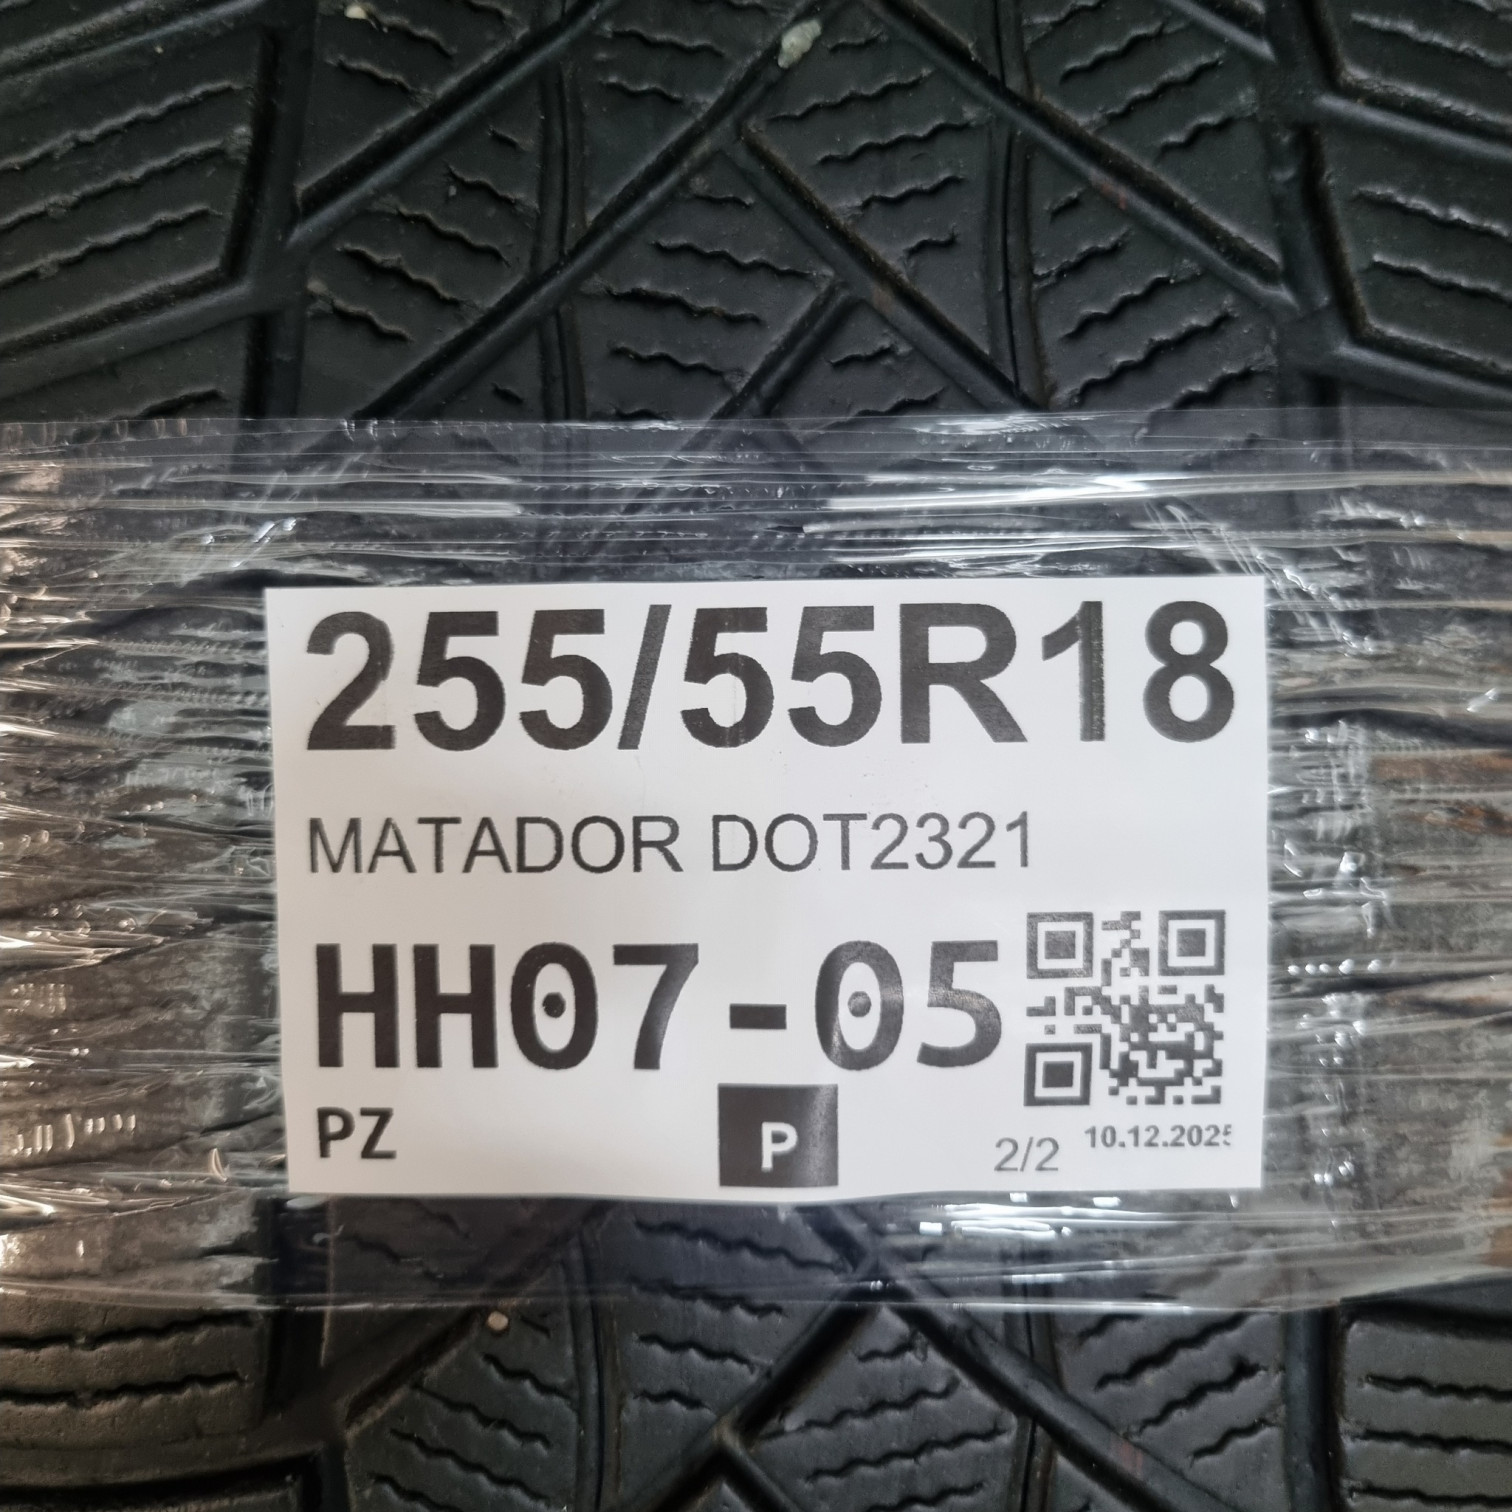 255/55R18
MATADOR DOT2321
HH07-05
PZ
P
2/2 10.12.2025